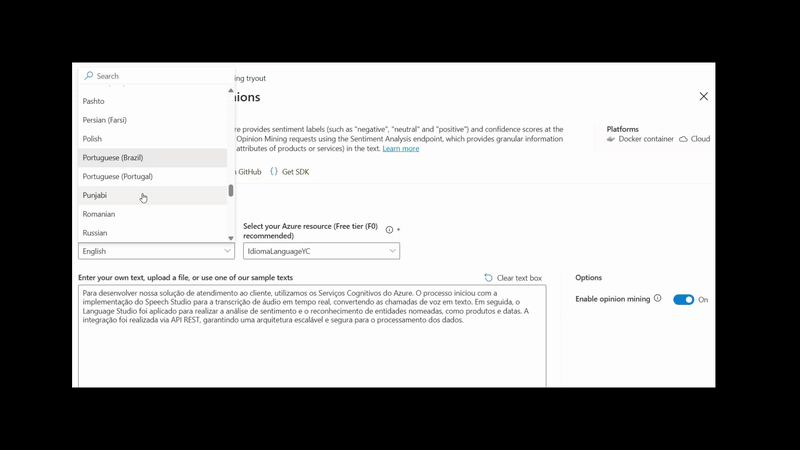 Search
ing tryout
nions
Pashto
Persian (Farsi)
Polish
Portuguese (Brazil)
Portuguese (Portugal)
Punjabi
Romanian
Russian
re provides sentiment labels (such as "negative", "neutral" and "positive") and confidence scores at the
Opinion Mining requests using the Sentiment Analysis endpoint, which provides granular information
attributes of products or services) in the text. Learn more
GitHub
Get SDK
Platforms
Docker container
Cloud
Select your Azure resource (Free tier (F0)
recommended) *
English
IdiomaLanguageYC
Enter your own text, upload a file, or use one of our sample texts
Clear text box
Para desenvolver nossa solução de atendimento ao cliente, utilizamos os Serviços Cognitivos do Azure. O processo iniciou com a
implementação do Speech Studio para a transcrição de áudio em tempo real, convertendo as chamadas de voz em texto. Em seguida, o
Language Studio foi aplicado para realizar a análise de sentimento e o reconhecimento de entidades nomeadas, como produtos e datas. A
integração foi realizada via API REST, garantindo uma arquitetura escalável e segura para o processamento dos dados.
Options
Enable opinion mining
On